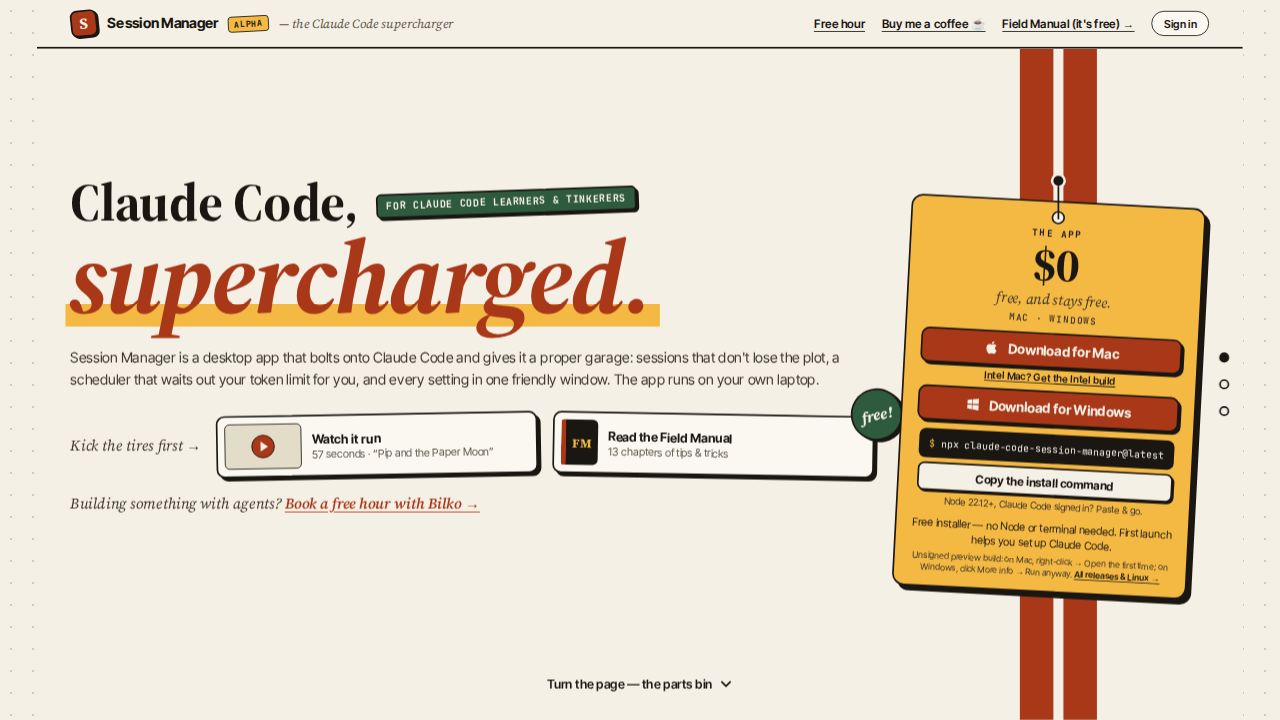 S Session Manager ALPHA — the Claude Code supercharger
Free hour Buy me a coffee ☕ Field Manual (it's free) → Sign in
Claude Code, FOR CLAUDE CODE LEARNERS & TINKERERS
supercharged.
Session Manager is a desktop app that bolts onto Claude Code and gives it a proper garage: sessions that don't lose the plot, a
scheduler that waits out your token limit for you, and every setting in one friendly window. The app runs on your own laptop.
Kick the tires first →
Watch it run
57 seconds · “Pip and the Paper Moon”
FM
Read the Field Manual
13 chapters of tips & tricks
Building something with agents? Book a free hour with Bilko →
free!
THE APP
$0
free, and stays free.
MAC · WINDOWS
Download for Mac
Intel Mac? Get the Intel build
Download for Windows
$ npx claude-code-session-manager@latest
Copy the install command
Node 22.12+, Claude Code signed in? Paste & go.
Free installer — no Node or terminal needed. First launch
helps you set up Claude Code.
Unsigned preview build: on Mac, right-click → Open the first time; on
Windows, click More info → Run anyway. All releases & Linux →
Turn the page — the parts bin